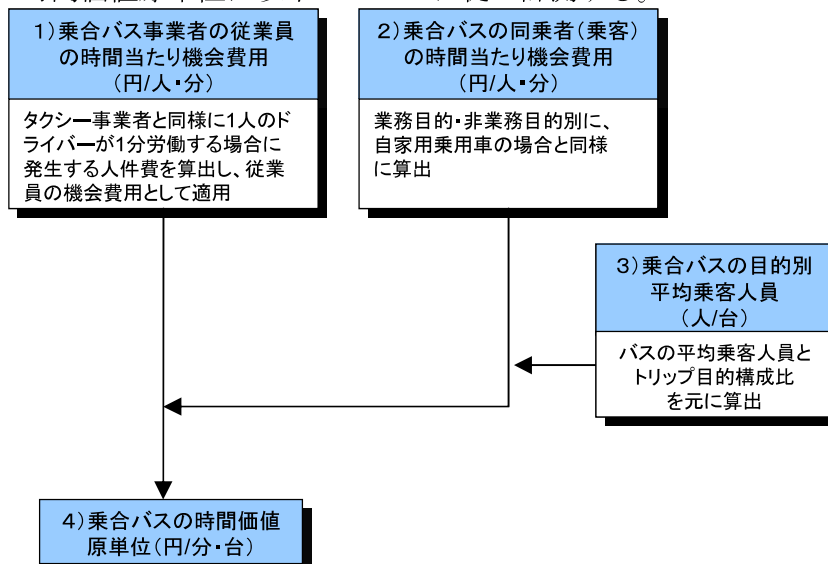 1)乗合バス事業者の従業員
の時間当たり機会費用
(円/人・分)
タクシー事業者と同様に1人のド
ライバーが1分労働する場合に
発生する人件費を算出し、従業
員の機会費用として適用
2)乗合バスの同乗者(乗客)
の時間当たり機会費用
(円/人・分)
業務目的・非業務目的別に、
自家用乗用車の場合と同様
に算出
3)乗合バスの目的別
平均乗客人員
(人/台)
バスの平均乗客人員と
トリップ目的構成比
を元に算出
4)乗合バスの時間価値
原単位(円/分・台)